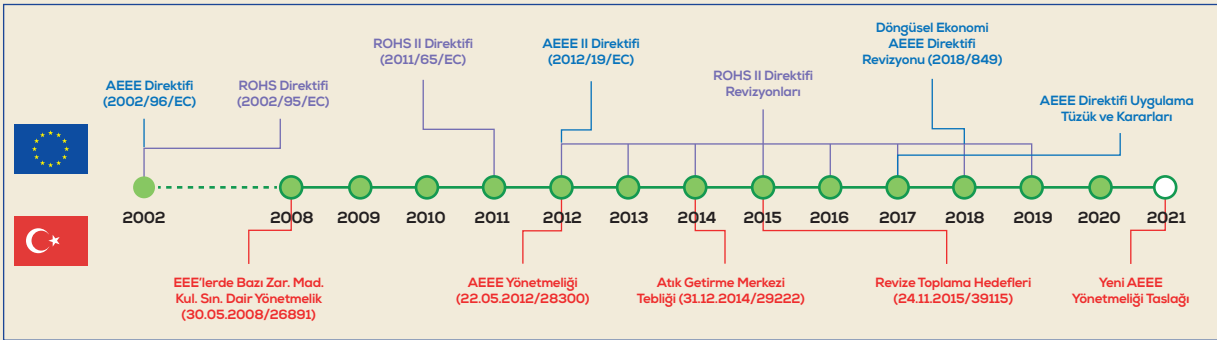 Döngüsel Ekonomi
AEEE Direktifi
Revizyonu (2018/849)
ROHS II Direktifi
(2011/65/EC)
AEEE II Direktifi
(2012/19/EC)
ROHS II Direktifi
Revizyonları
AEEE Direktifi
(2002/96/EC)
ROHS Direktifi
(2002/95/EC)
AEEE Direktifi Uygulama
Tüzük ve Kararları
2002 2008 2009 2010 2011 2012 2013 2014 2015 2016 2017 2018 2019 2020 2021
EEE'lerde Bazı Zar. Mad.
Kul. Sın. Dair Yönetmelik
(30.05.2008/26891)
AEEE Yönetmeliği
(22.05.2012/28300)
Atık Getirme Merkezi
Tebliği (31.12.2014/29222)
Revize Toplama Hedefleri
(24.11.2015/39115)
Yeni AEEE
Yönetmeliği Taslağı